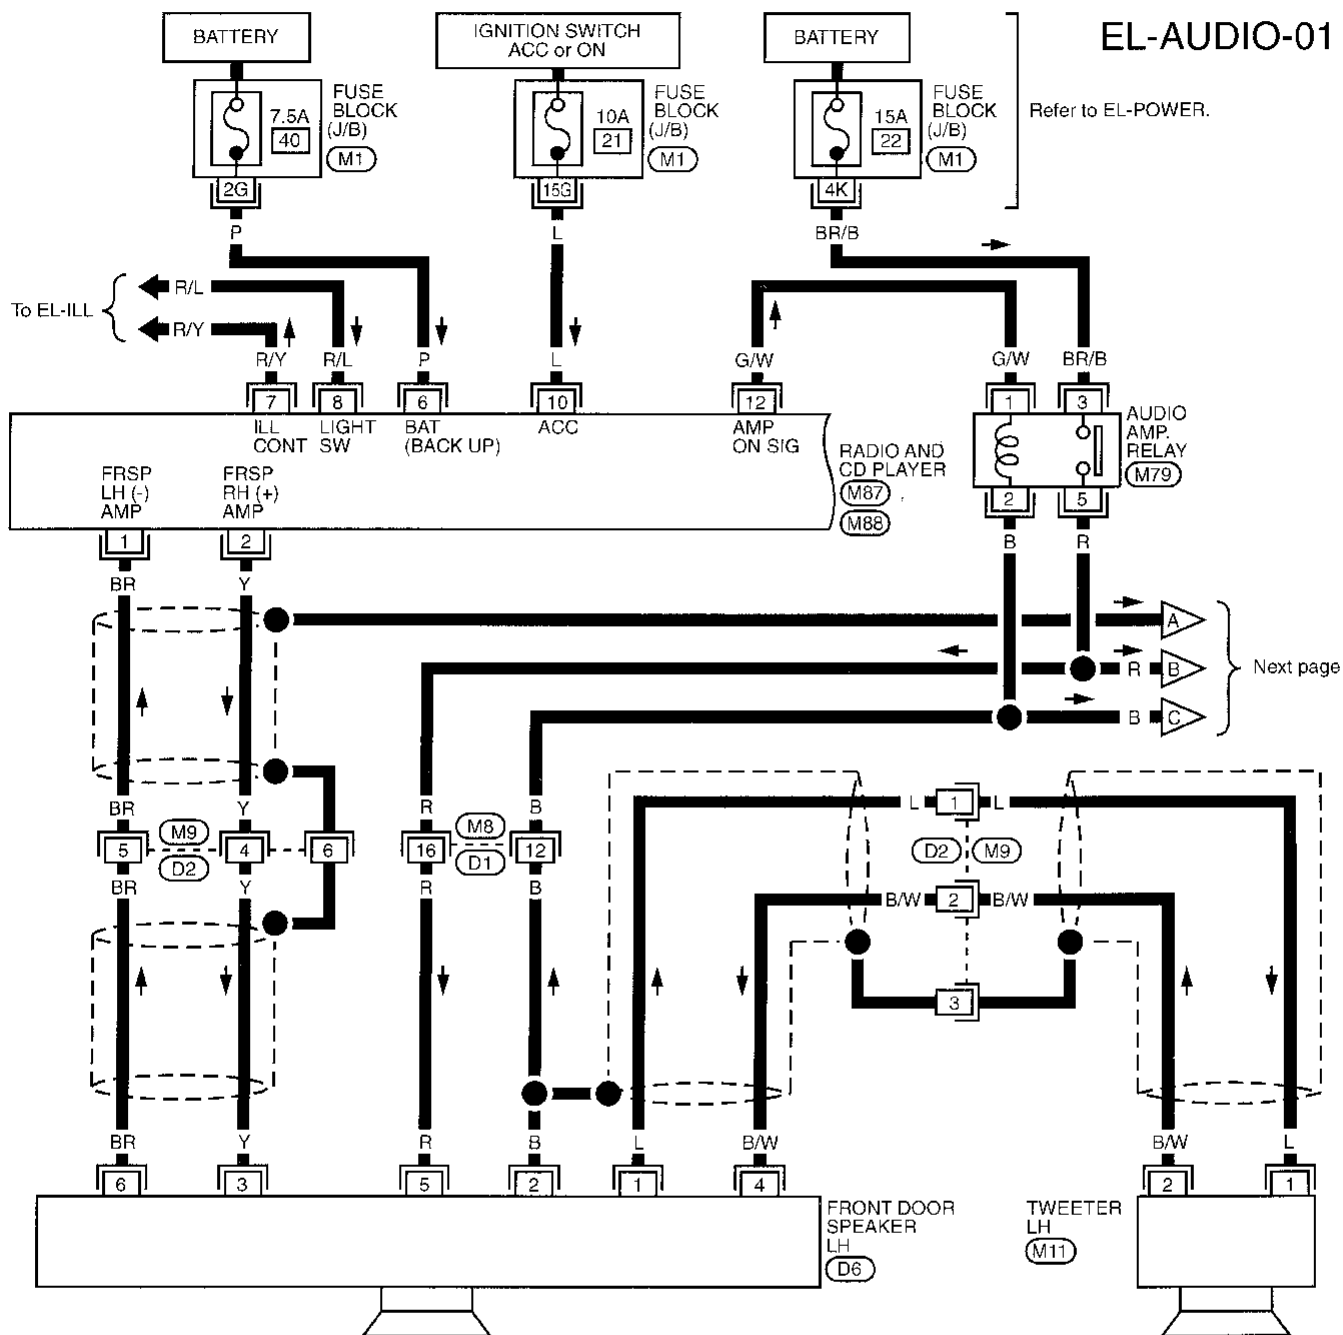 EL-AUDIO-01
BATTERY
IGNITION SWITCH
ACC or ON
BATTERY
7.5A
40
FUSE
BLOCK
(J/B)
M1
10A
21
FUSE
BLOCK
(J/B)
M1
15A
22
FUSE
BLOCK
(J/B)
M1
Refer to EL-POWER.
2G
15G
4K
P
L
BR/B
To EL-ILL
R/L
R/Y
R/Y
R/L
P
L
G/W
G/W
BR/B
7
8
6
10
12
1
3
ILL
CONT
LIGHT
SW
BAT
(BACK UP)
ACC
AMP
ON SIG
AUDIO
AMP.
RELAY
M79
RADIO AND
CD PLAYER
M87
M88
FRSP
LH (-)
AMP
FRSP
RH (+)
AMP
1
2
2
5
BR
Y
B
R
A
R
B
B
C
Next page
BR
Y
R
B
5
M9
D2
4
6
16
M8
D1
12
BR
Y
R
B
L
1
L
D2
M9
B/W
2
B/W
3
BR
Y
R
B
L
B/W
B/W
L
6
3
5
2
1
4
2
1
FRONT DOOR
SPEAKER
LH
D6
TWEETER
LH
M11